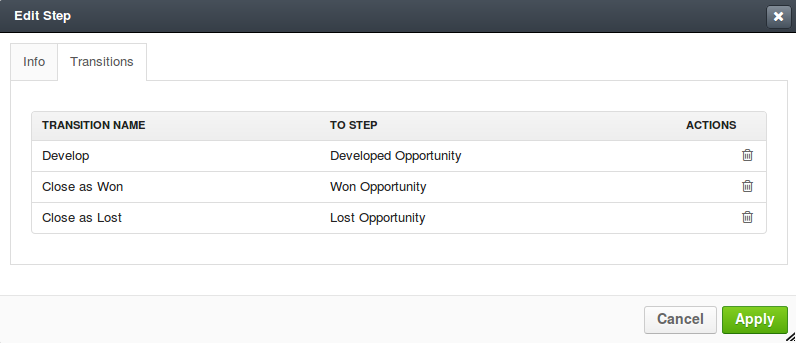 Edit Step
Info Transitions
TRANSITION NAME TO STEP ACTIONS
Develop Developed Opportunity
Close as Won Won Opportunity
Close as Lost Lost Opportunity
Cancel Apply